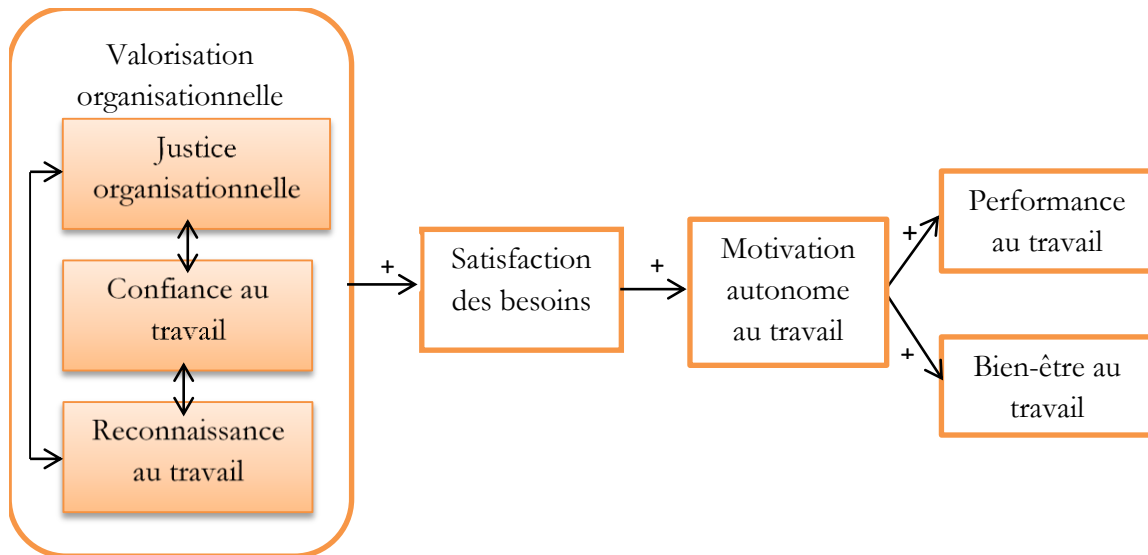 Valorisation
organisationnelle
Justice
organisationnelle
Confiance au
travail
Reconnaissance
au travail
+
Satisfaction
des besoins
+
Motivation
autonome
au travail
+
Performance
au travail
+
Bien-être au
travail